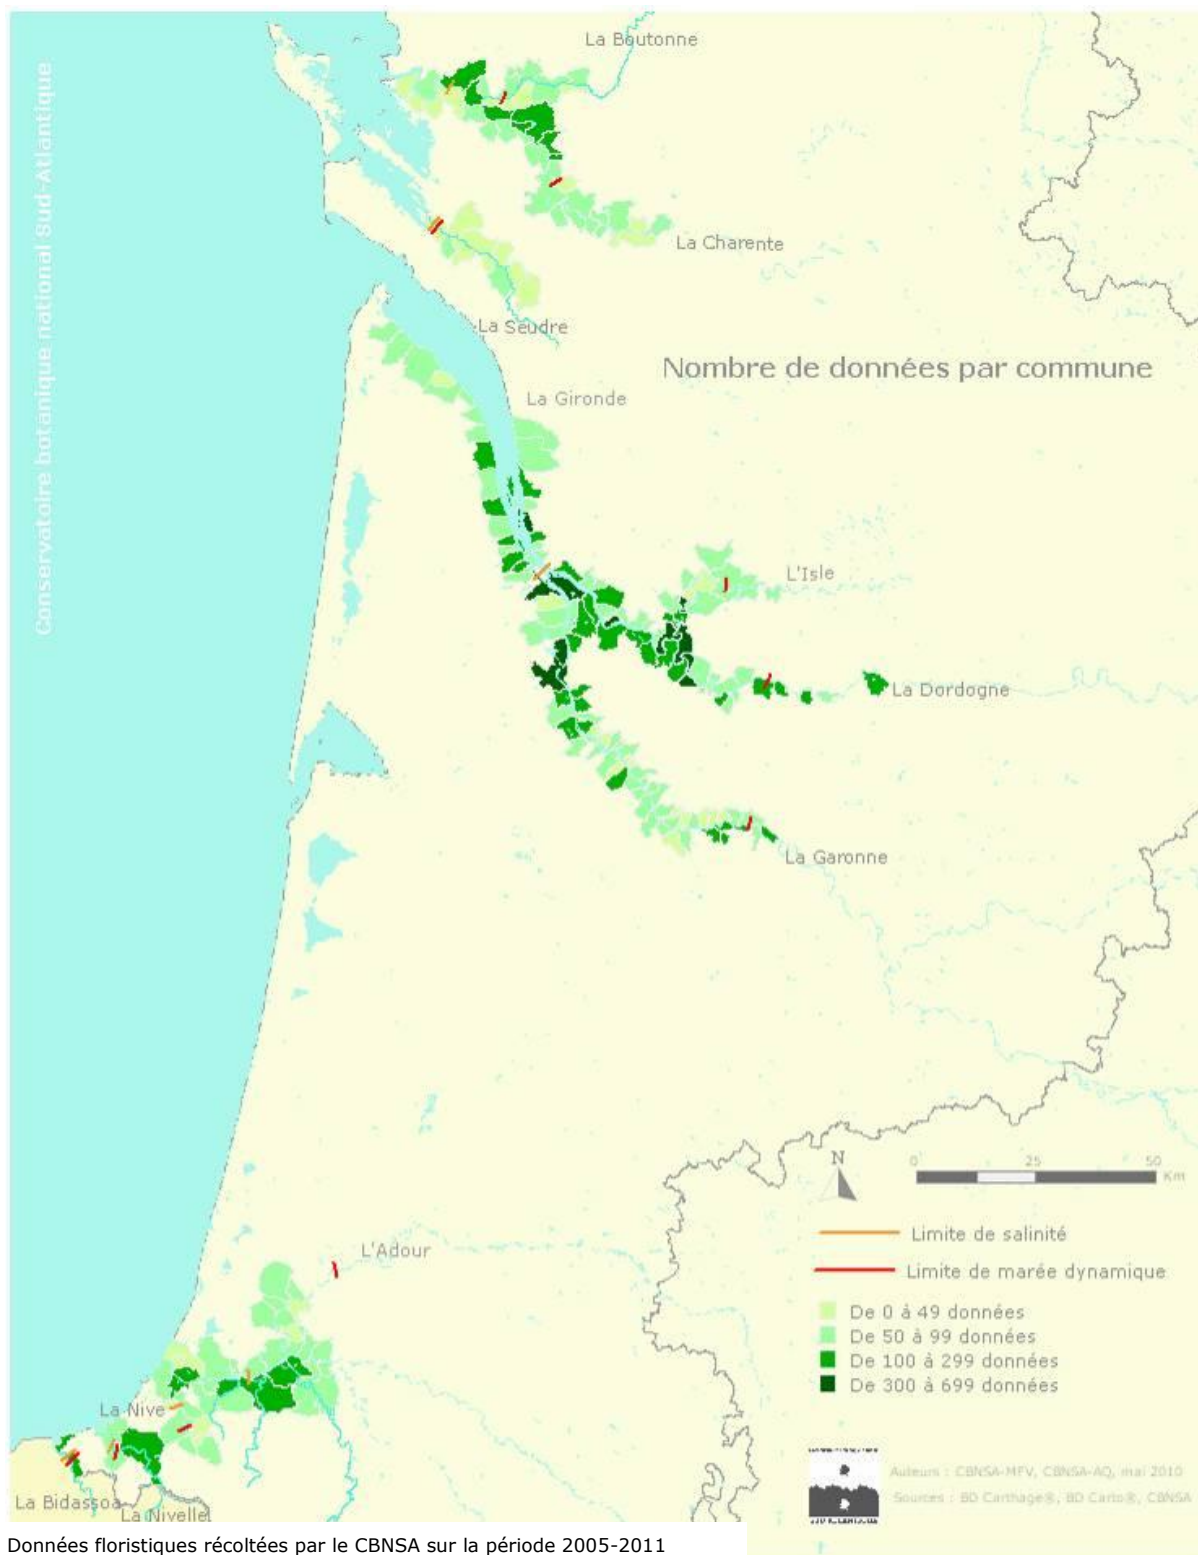 La Boutonne
Conservatoire botanique national Sud-Atlantique
La Charente
La Seudre
Nombre de données par commune
La Gironde
L'Isle
La Dordogne
La Garonne
N
0 25 50
Km
Limite de salinité
L'Adour
Limite de marée dynamique
De 0 à 49 données
De 50 à 99 données
De 100 à 299 données
De 300 à 699 données
La Nive
Auteurs : CBNSA-MFV, CBNSA-AQ, mai 2010
Sources : BD Carthage®, BD Carto®, CBNSA
La Bidassoa
La Nivelle
Données floristiques récoltées par le CBNSA sur la période 2005-2011